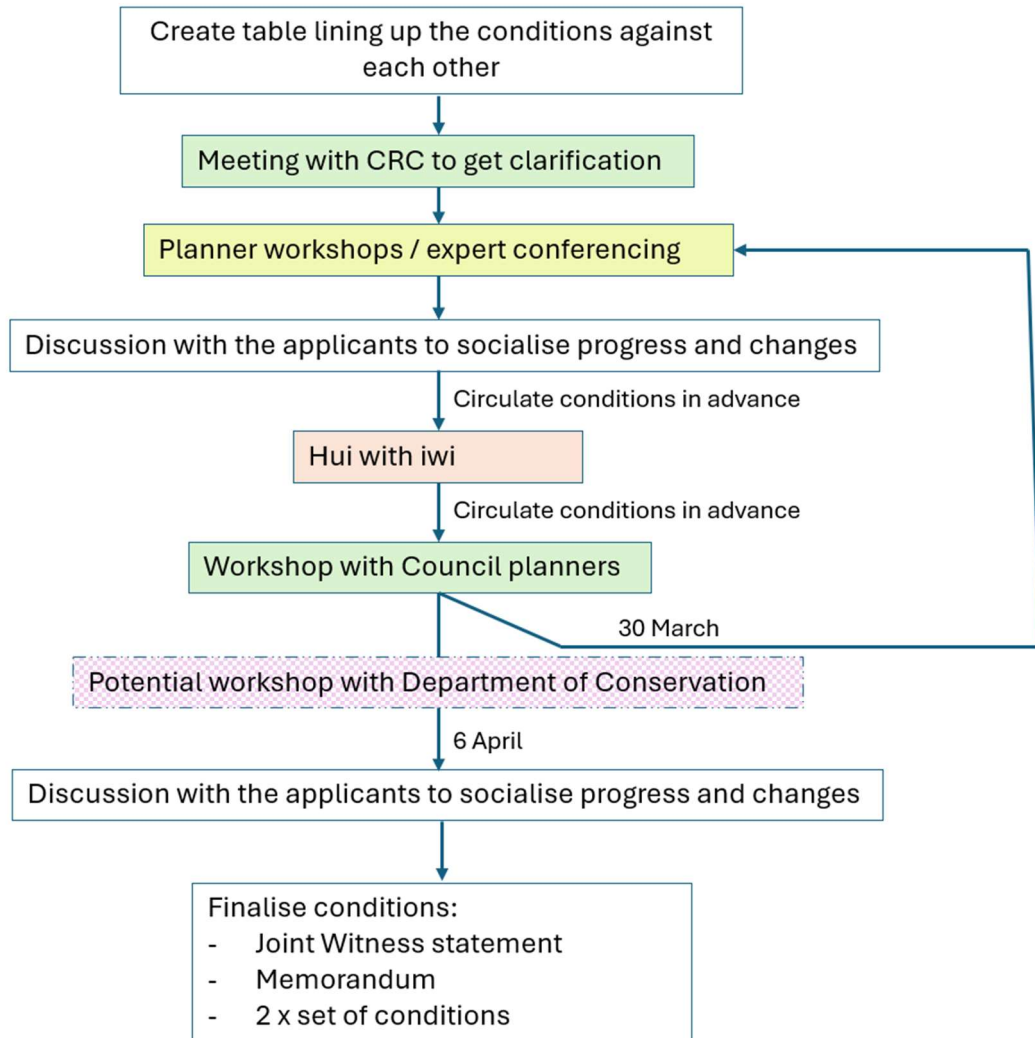 Create table lining up the conditions against
each other
Meeting with CRC to get clarification
Planner workshops / expert conferencing
Discussion with the applicants to socialise progress and changes
Circulate conditions in advance
Hui with iwi
Circulate conditions in advance
Workshop with Council planners
30 March
Potential workshop with Department of Conservation
6 April
Discussion with the applicants to socialise progress and changes
Finalise conditions:
- Joint Witness statement
- Memorandum
- 2 x set of conditions